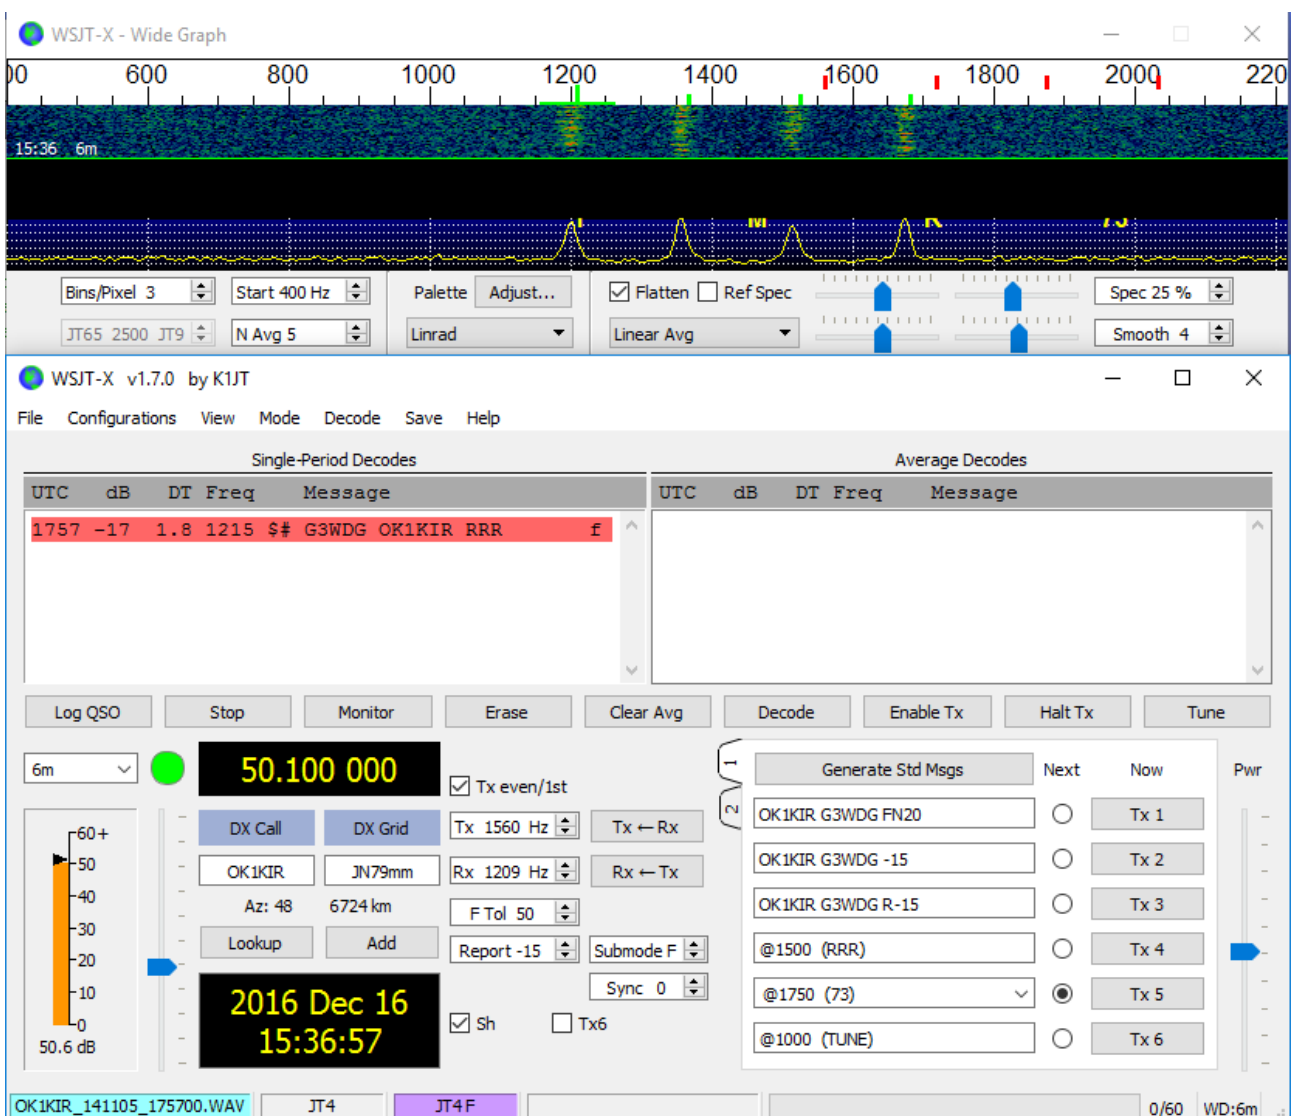 WSJT-X - Wide Graph
00 600 800 1000 1200 1400 1600 1800 2000 220
15:36 6m
M K 73
Bins/Pixel 3 Start 400 Hz Palette Adjust... Flatten Ref Spec Spec 25 %
JT65 2500 JT9 N Avg 5 Linrad Linear Avg Smooth 4
WSJT-X v1.7.0 by K1JT
File Configurations View Mode Decode Save Help
Single-Period Decodes Average Decodes
UTC dB DT Freq Message UTC dB DT Freq Message
1757 -17 1.8 1215 $# G3WDG OK1KIR RRR f
Log QSO Stop Monitor Erase Clear Avg Decode Enable Tx Halt Tx Tune
6m 50.100 000 Tx even/1st 1 Generate Std Msgs Next Now Pwr
2 OK1KIR G3WDG FN20 Tx 1
60+ DX Call DX Grid Tx 1560 Hz Tx ← Rx
50 OK1KIR JN79mm Rx 1209 Hz Rx ← Tx OK1KIR G3WDG -15 Tx 2
40 Az: 48 6724 km F Tol 50 OK1KIR G3WDG R-15 Tx 3
30 Lookup Add Report -15 Submode F @1500 (RRR) Tx 4
20
10 2016 Dec 16 Sync 0 @1750 (73) Tx 5
0 15:36:57 Sh Tx6 @1000 (TUNE) Tx 6
50.6 dB
OK1KIR_141105_175700.WAV JT4 JT4F 0/60 WD:6m